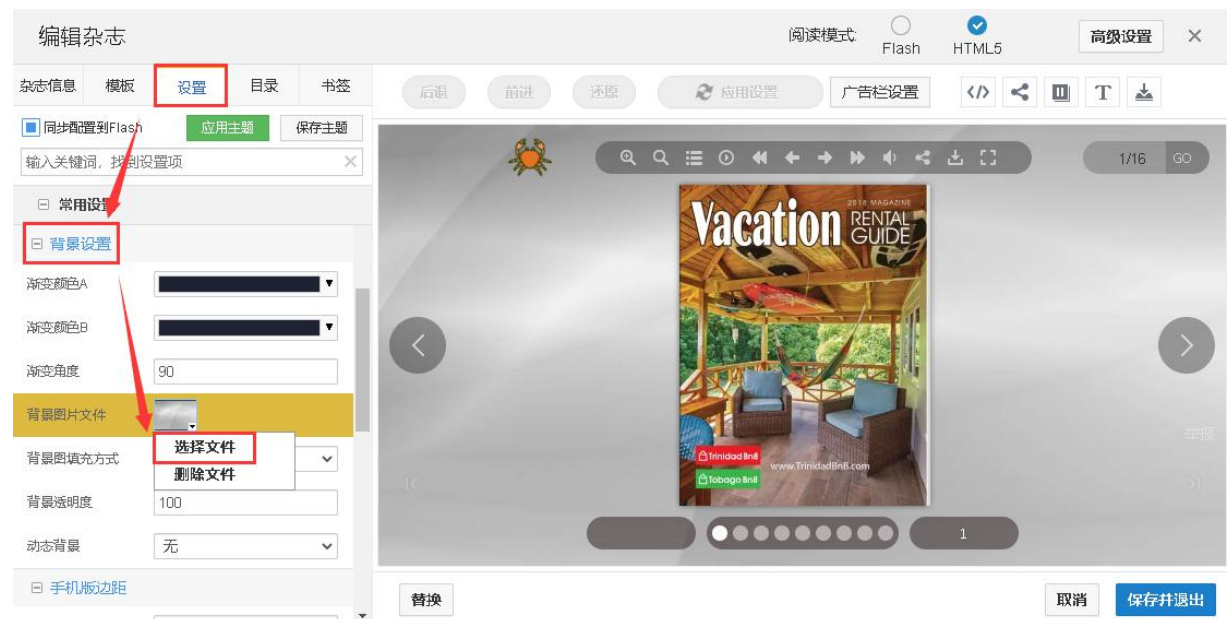 编辑杂志
阅读模式:
Flash
HTML5
高级设置
杂志信息
模板
设置
目录
书签
后退
前进
还原
应用设置
广告栏设置
同步配置到Flash
应用主题
保存主题
输入关键词，找到设置项
常用设置
背景设置
渐变颜色A
渐变颜色B
渐变角度
90
背景图片文件
选择文件
删除文件
背景图填充方式
背景透明度
100
动态背景
无
手机版边距
1/16
GO
2018 MAGAZINE
Vacation RENTAL
GUIDE
Trinidad BnB
www.TrinidadBnB.com
Tobago BnB
举报
1
替换
取消
保存并退出